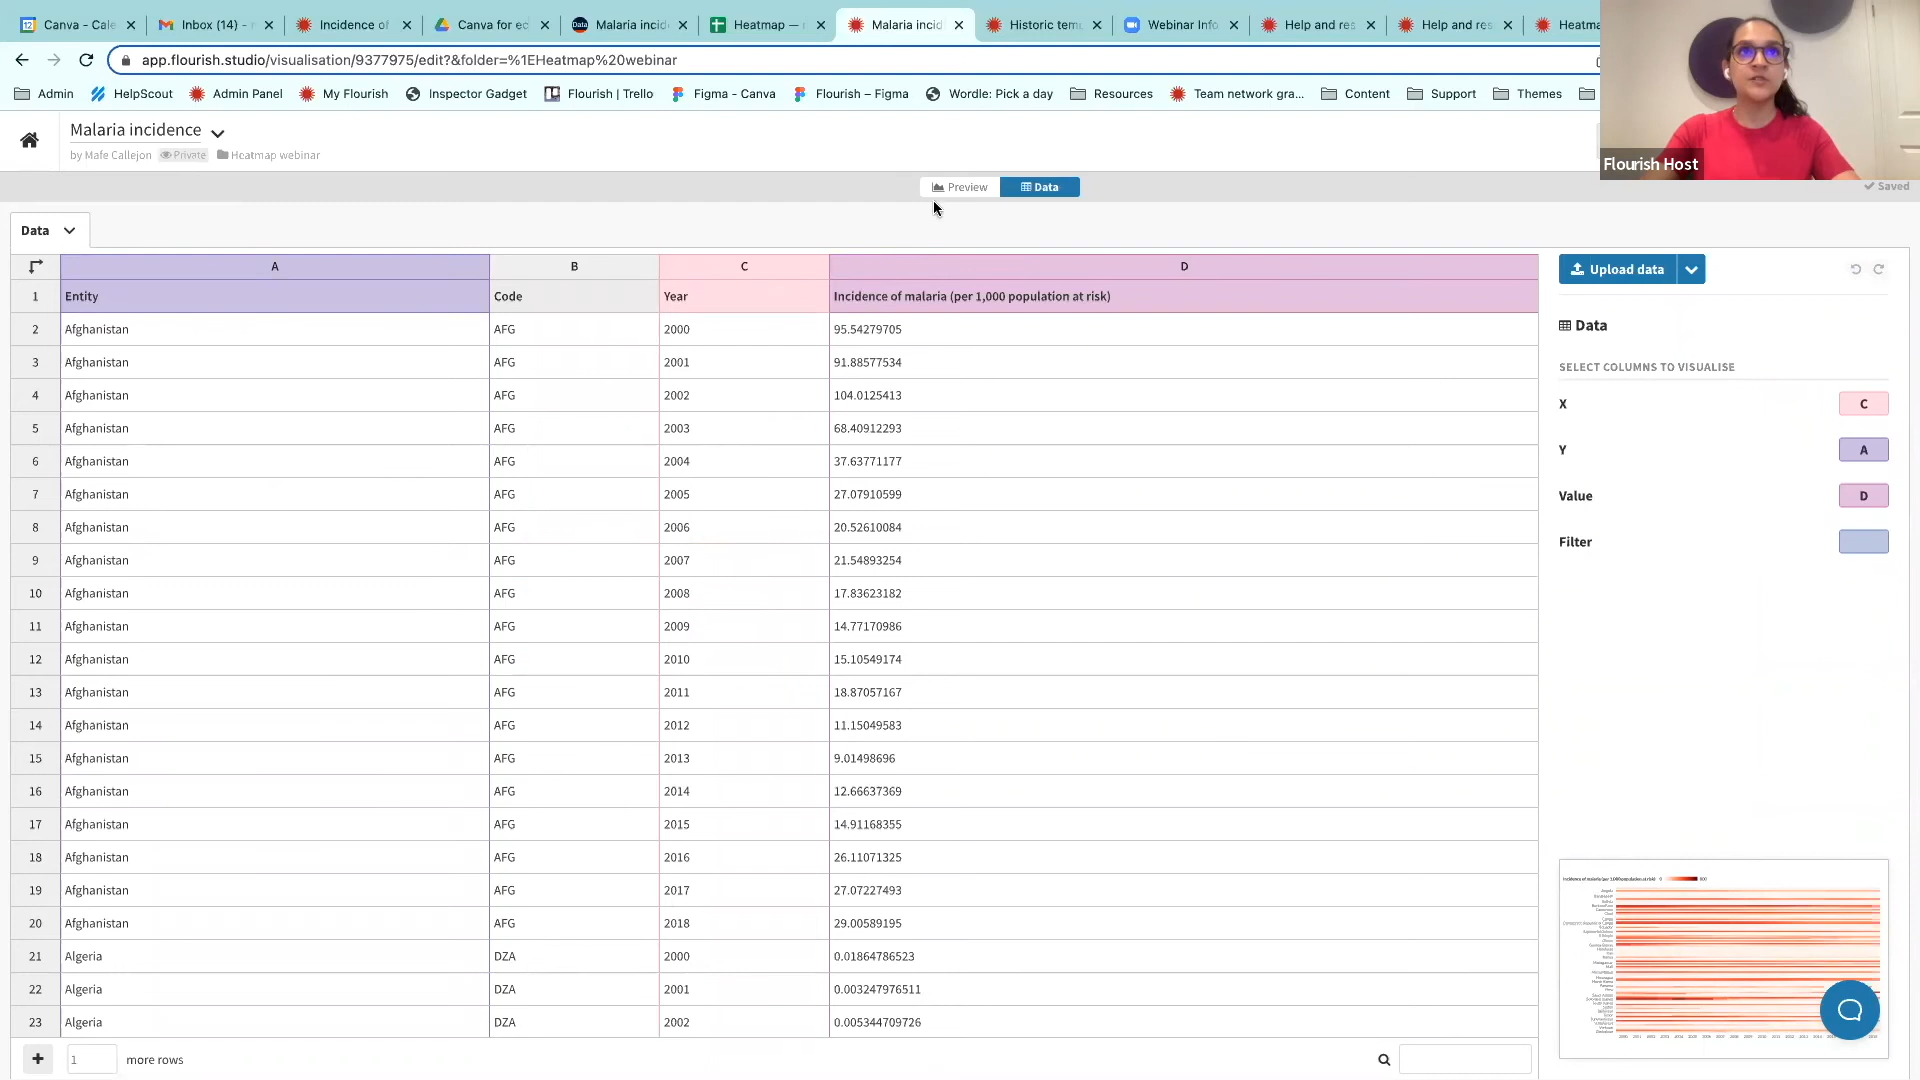 Canva - Cale
Inbox (14) -
Incidence of
Canva for ec
Malaria incid
Heatmap —
Malaria incid
Historic tem
Webinar Info
Help and res
Help and res
Heatma
app.flourish.studio/visualisation/9377975/edit?&folder=%1EHeatmap%20webinar
Admin
HelpScout
Admin Panel
My Flourish
Inspector Gadget
Flourish | Trello
Figma - Canva
Flourish – Figma
Wordle: Pick a day
Resources
Team network gra...
Content
Support
Themes
Malaria incidence
by Mafe Callejon Private Heatmap webinar
Flourish Host
Preview Data
Saved
Data
A B C D
1 Entity Code Year Incidence of malaria (per 1,000 population at risk)
2 Afghanistan AFG 2000 95.54279705
3 Afghanistan AFG 2001 91.88577534
4 Afghanistan AFG 2002 104.0125413
5 Afghanistan AFG 2003 68.40912293
6 Afghanistan AFG 2004 37.63771177
7 Afghanistan AFG 2005 27.07910599
8 Afghanistan AFG 2006 20.52610084
9 Afghanistan AFG 2007 21.54893254
10 Afghanistan AFG 2008 17.83623182
11 Afghanistan AFG 2009 14.77170986
12 Afghanistan AFG 2010 15.10549174
13 Afghanistan AFG 2011 18.87057167
14 Afghanistan AFG 2012 11.15049583
15 Afghanistan AFG 2013 9.01498696
16 Afghanistan AFG 2014 12.66637369
17 Afghanistan AFG 2015 14.91168355
18 Afghanistan AFG 2016 26.11071325
19 Afghanistan AFG 2017 27.07227493
20 Afghanistan AFG 2018 29.00589195
21 Algeria DZA 2000 0.01864786523
22 Algeria DZA 2001 0.003247976511
23 Algeria DZA 2002 0.005344709726
1 more rows
Upload data
Data
SELECT COLUMNS TO VISUALISE
X C
Y A
Value D
Filter
Incidence of malaria (per 1,000 population at risk)